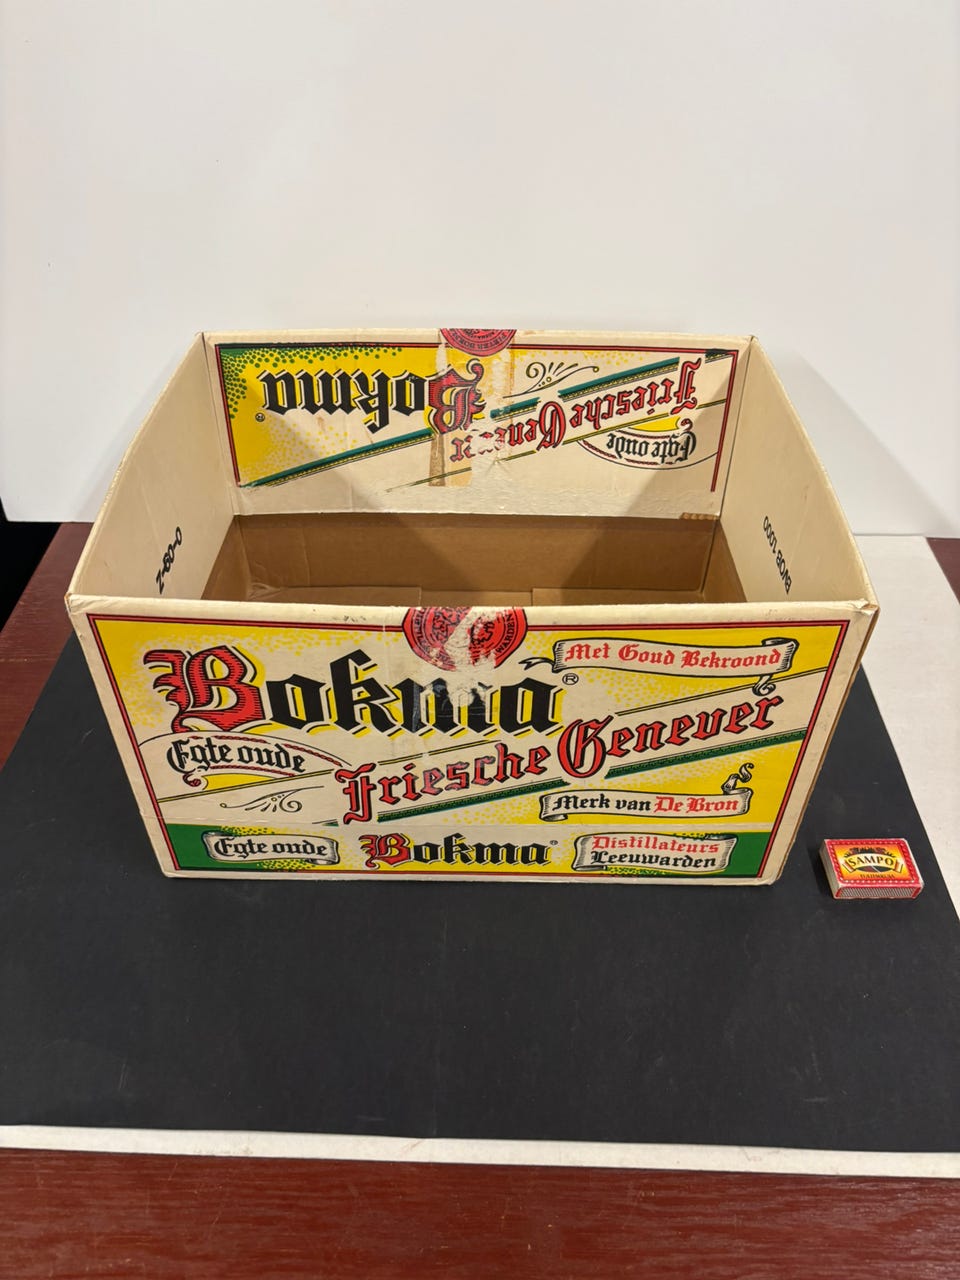 Bokma®
Friesche Genever
Egte oude
Bokma®
Met Goud Bekroond
Egte oude
Friesche Genever
Merk van De Bron
Egte oude
Bokma®
Distillateurs
Leeuwarden
SAMPO